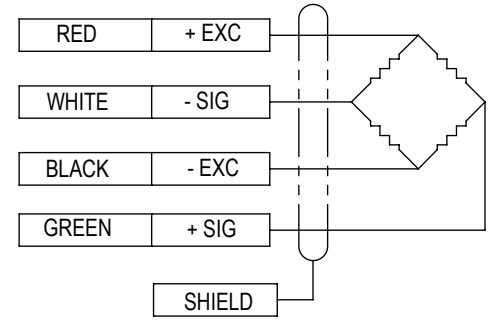 RED + EXC
WHITE - SIG
BLACK - EXC
GREEN + SIG
SHIELD